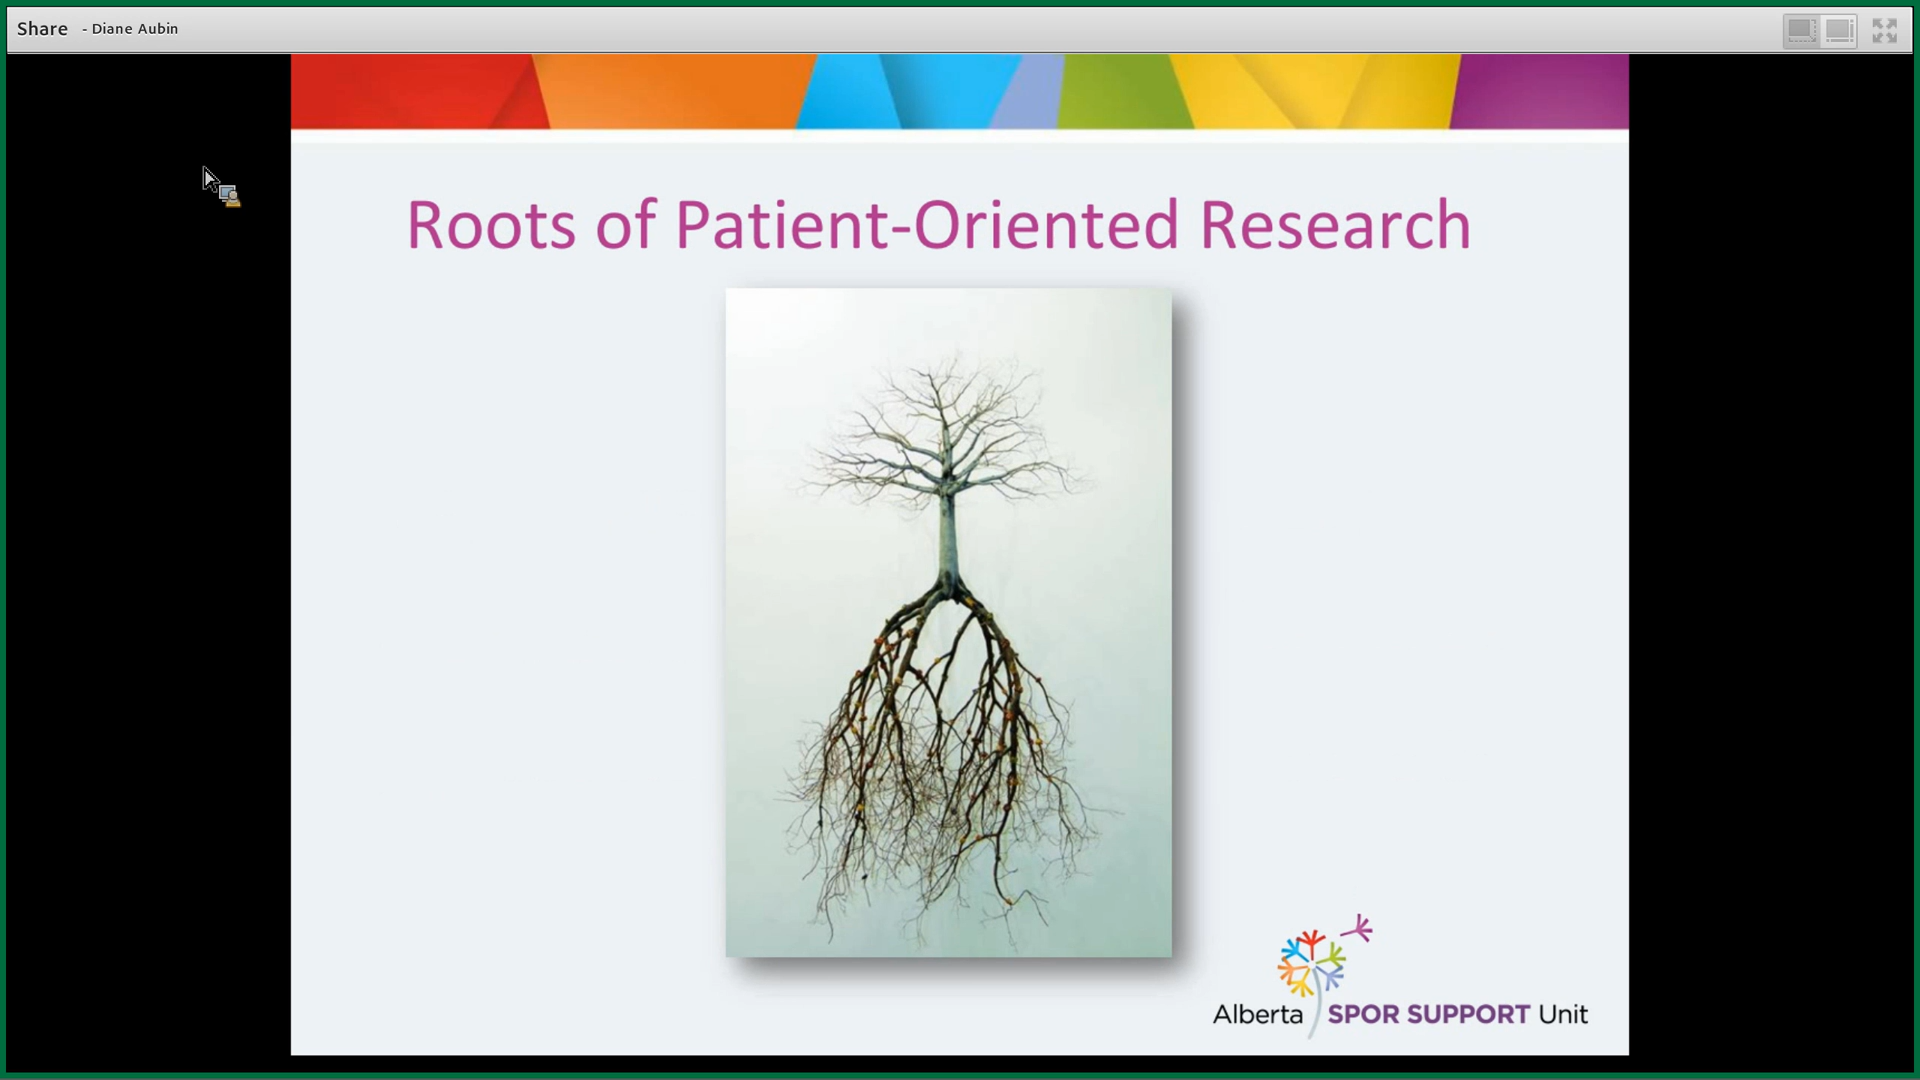 Share - Diane Aubin
Roots of Patient-Oriented Research
Alberta SPOR SUPPORT Unit